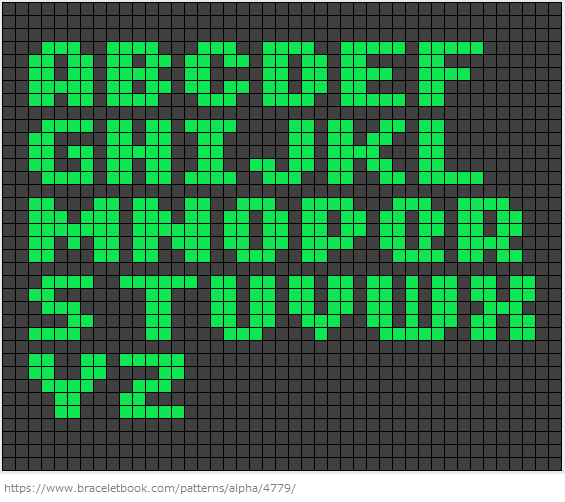 ABCDEF
GHIJKL
MNOPQR
STUVWX
YZ
https://www.braceletbook.com/patterns/alpha/4779/